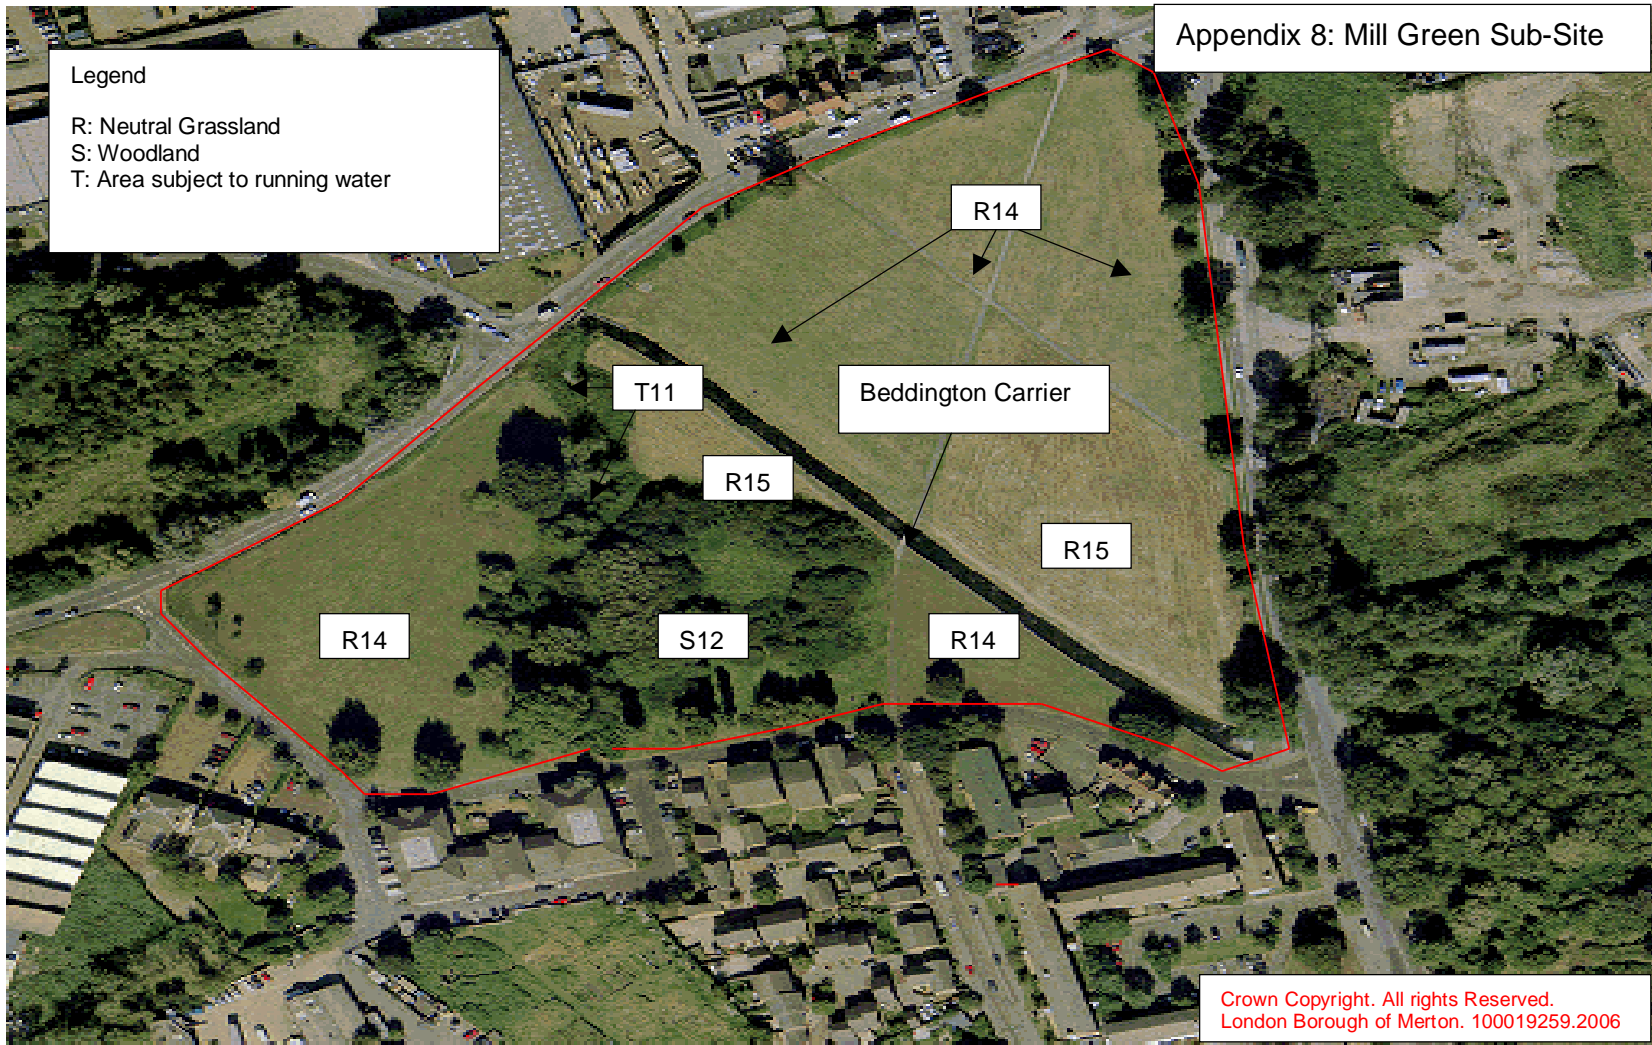 Appendix 8: Mill Green Sub-Site
Legend
R: Neutral Grassland
S: Woodland
T: Area subject to running water
R14
T11
Beddington Carrier
R15
R15
R14
S12
R14
Crown Copyright. All rights Reserved.
London Borough of Merton. 100019259.2006